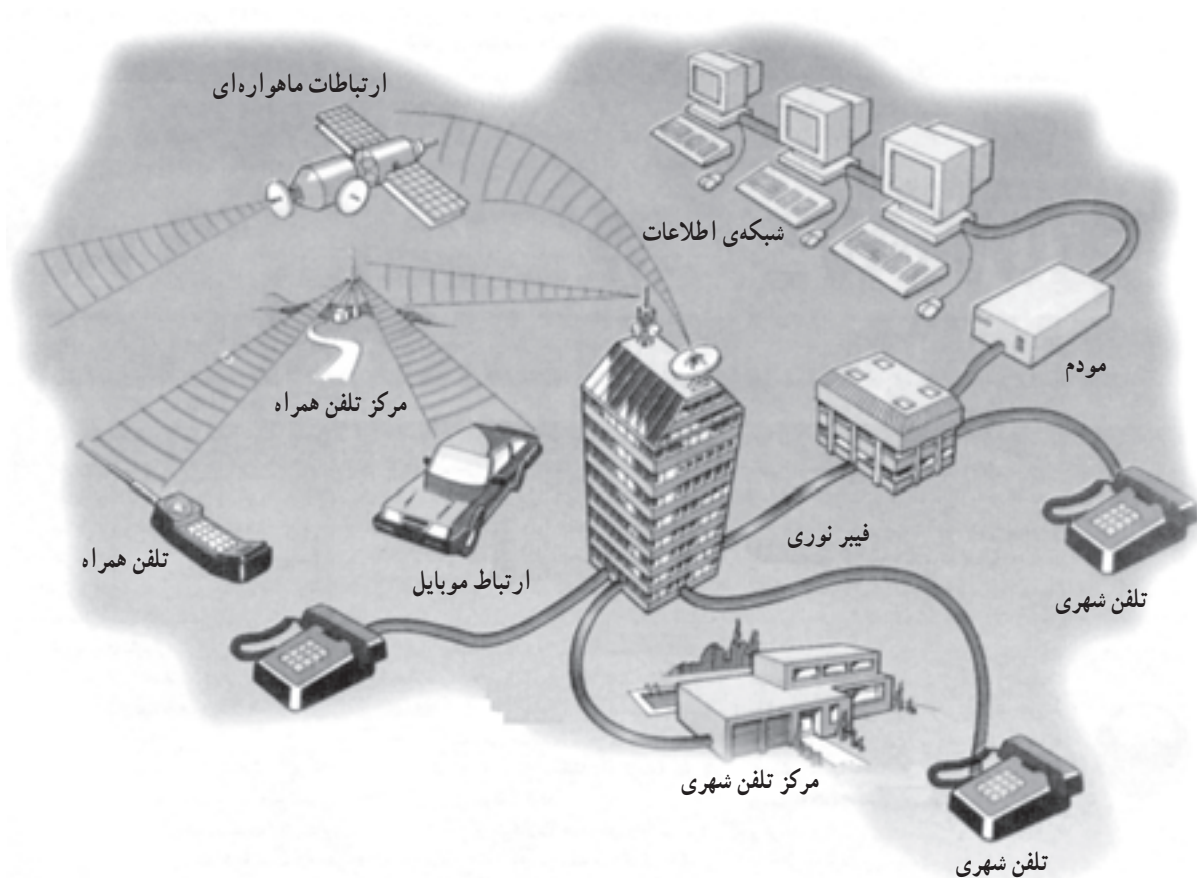 ارتباطات ماهواره‌ای
شبکه‌ی اطلاعات
مودم
مرکز تلفن همراه
تلفن همراه
ارتباط موبایل
فیبر نوری
تلفن شهری
مرکز تلفن شهری
تلفن شهری